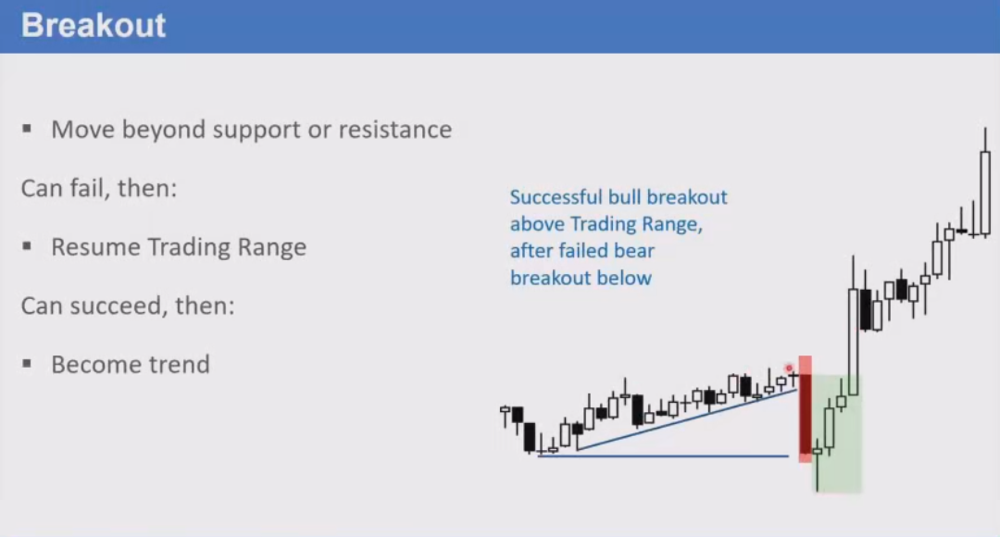 Breakout
▪ Move beyond support or resistance
Can fail, then:
▪ Resume Trading Range
Can succeed, then:
▪ Become trend
Successful bull breakout
above Trading Range,
after failed bear
breakout below